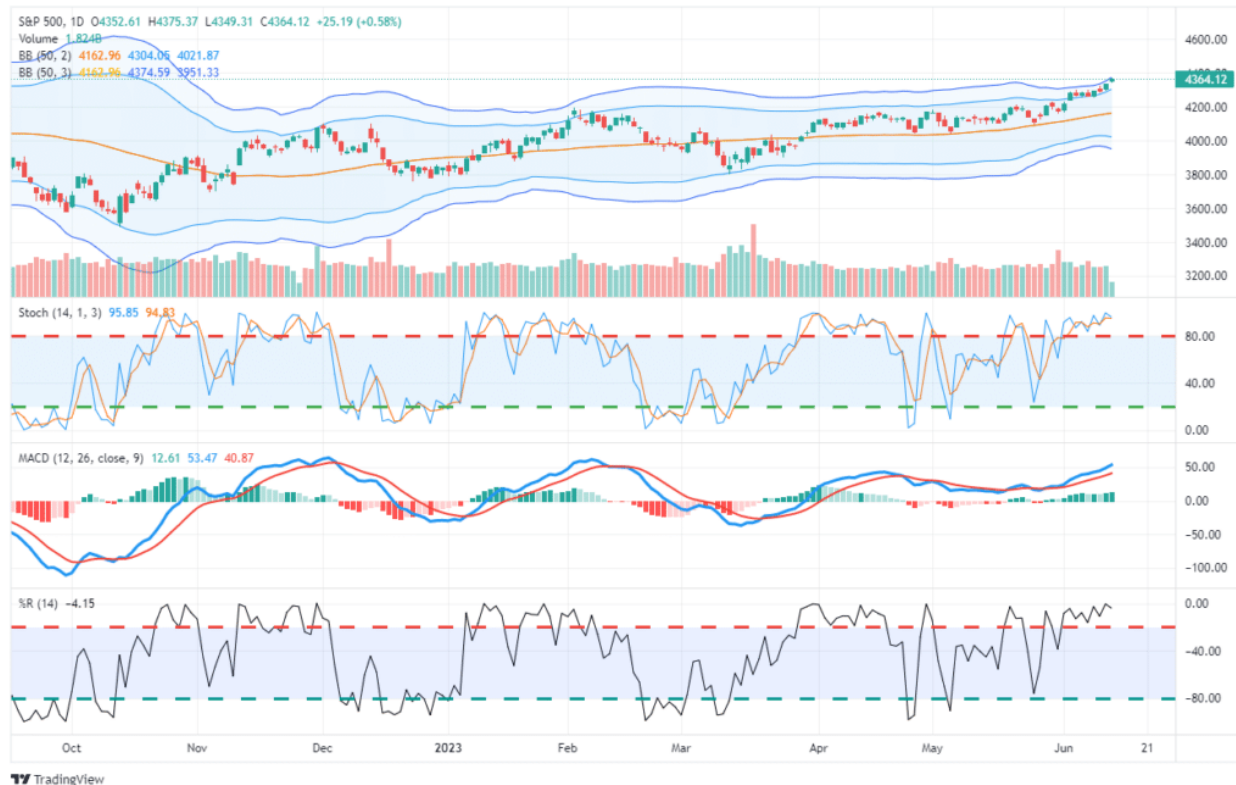 S&P 500, 1D O4352.61 H4375.37 L4349.31 C4364.12 +25.19 (+0.58%)
Volume 1.824B
BB (50, 2) 4162.96 4304.05 4021.87
BB (50, 3) 4162.96 4374.59 3951.33
4600.00
4400.00
4364.12
4200.00
4000.00
3800.00
3600.00
3400.00
3200.00
Stoch (14, 1, 3) 95.85 94.83
80.00
40.00
0.00
MACD (12, 26, close, 9) 12.61 53.47 40.87
50.00
0.00
−50.00
−100.00
%R (14) −4.15
0.00
−40.00
−80.00
Oct Nov Dec 2023 Feb Mar Apr May Jun 21
TradingView